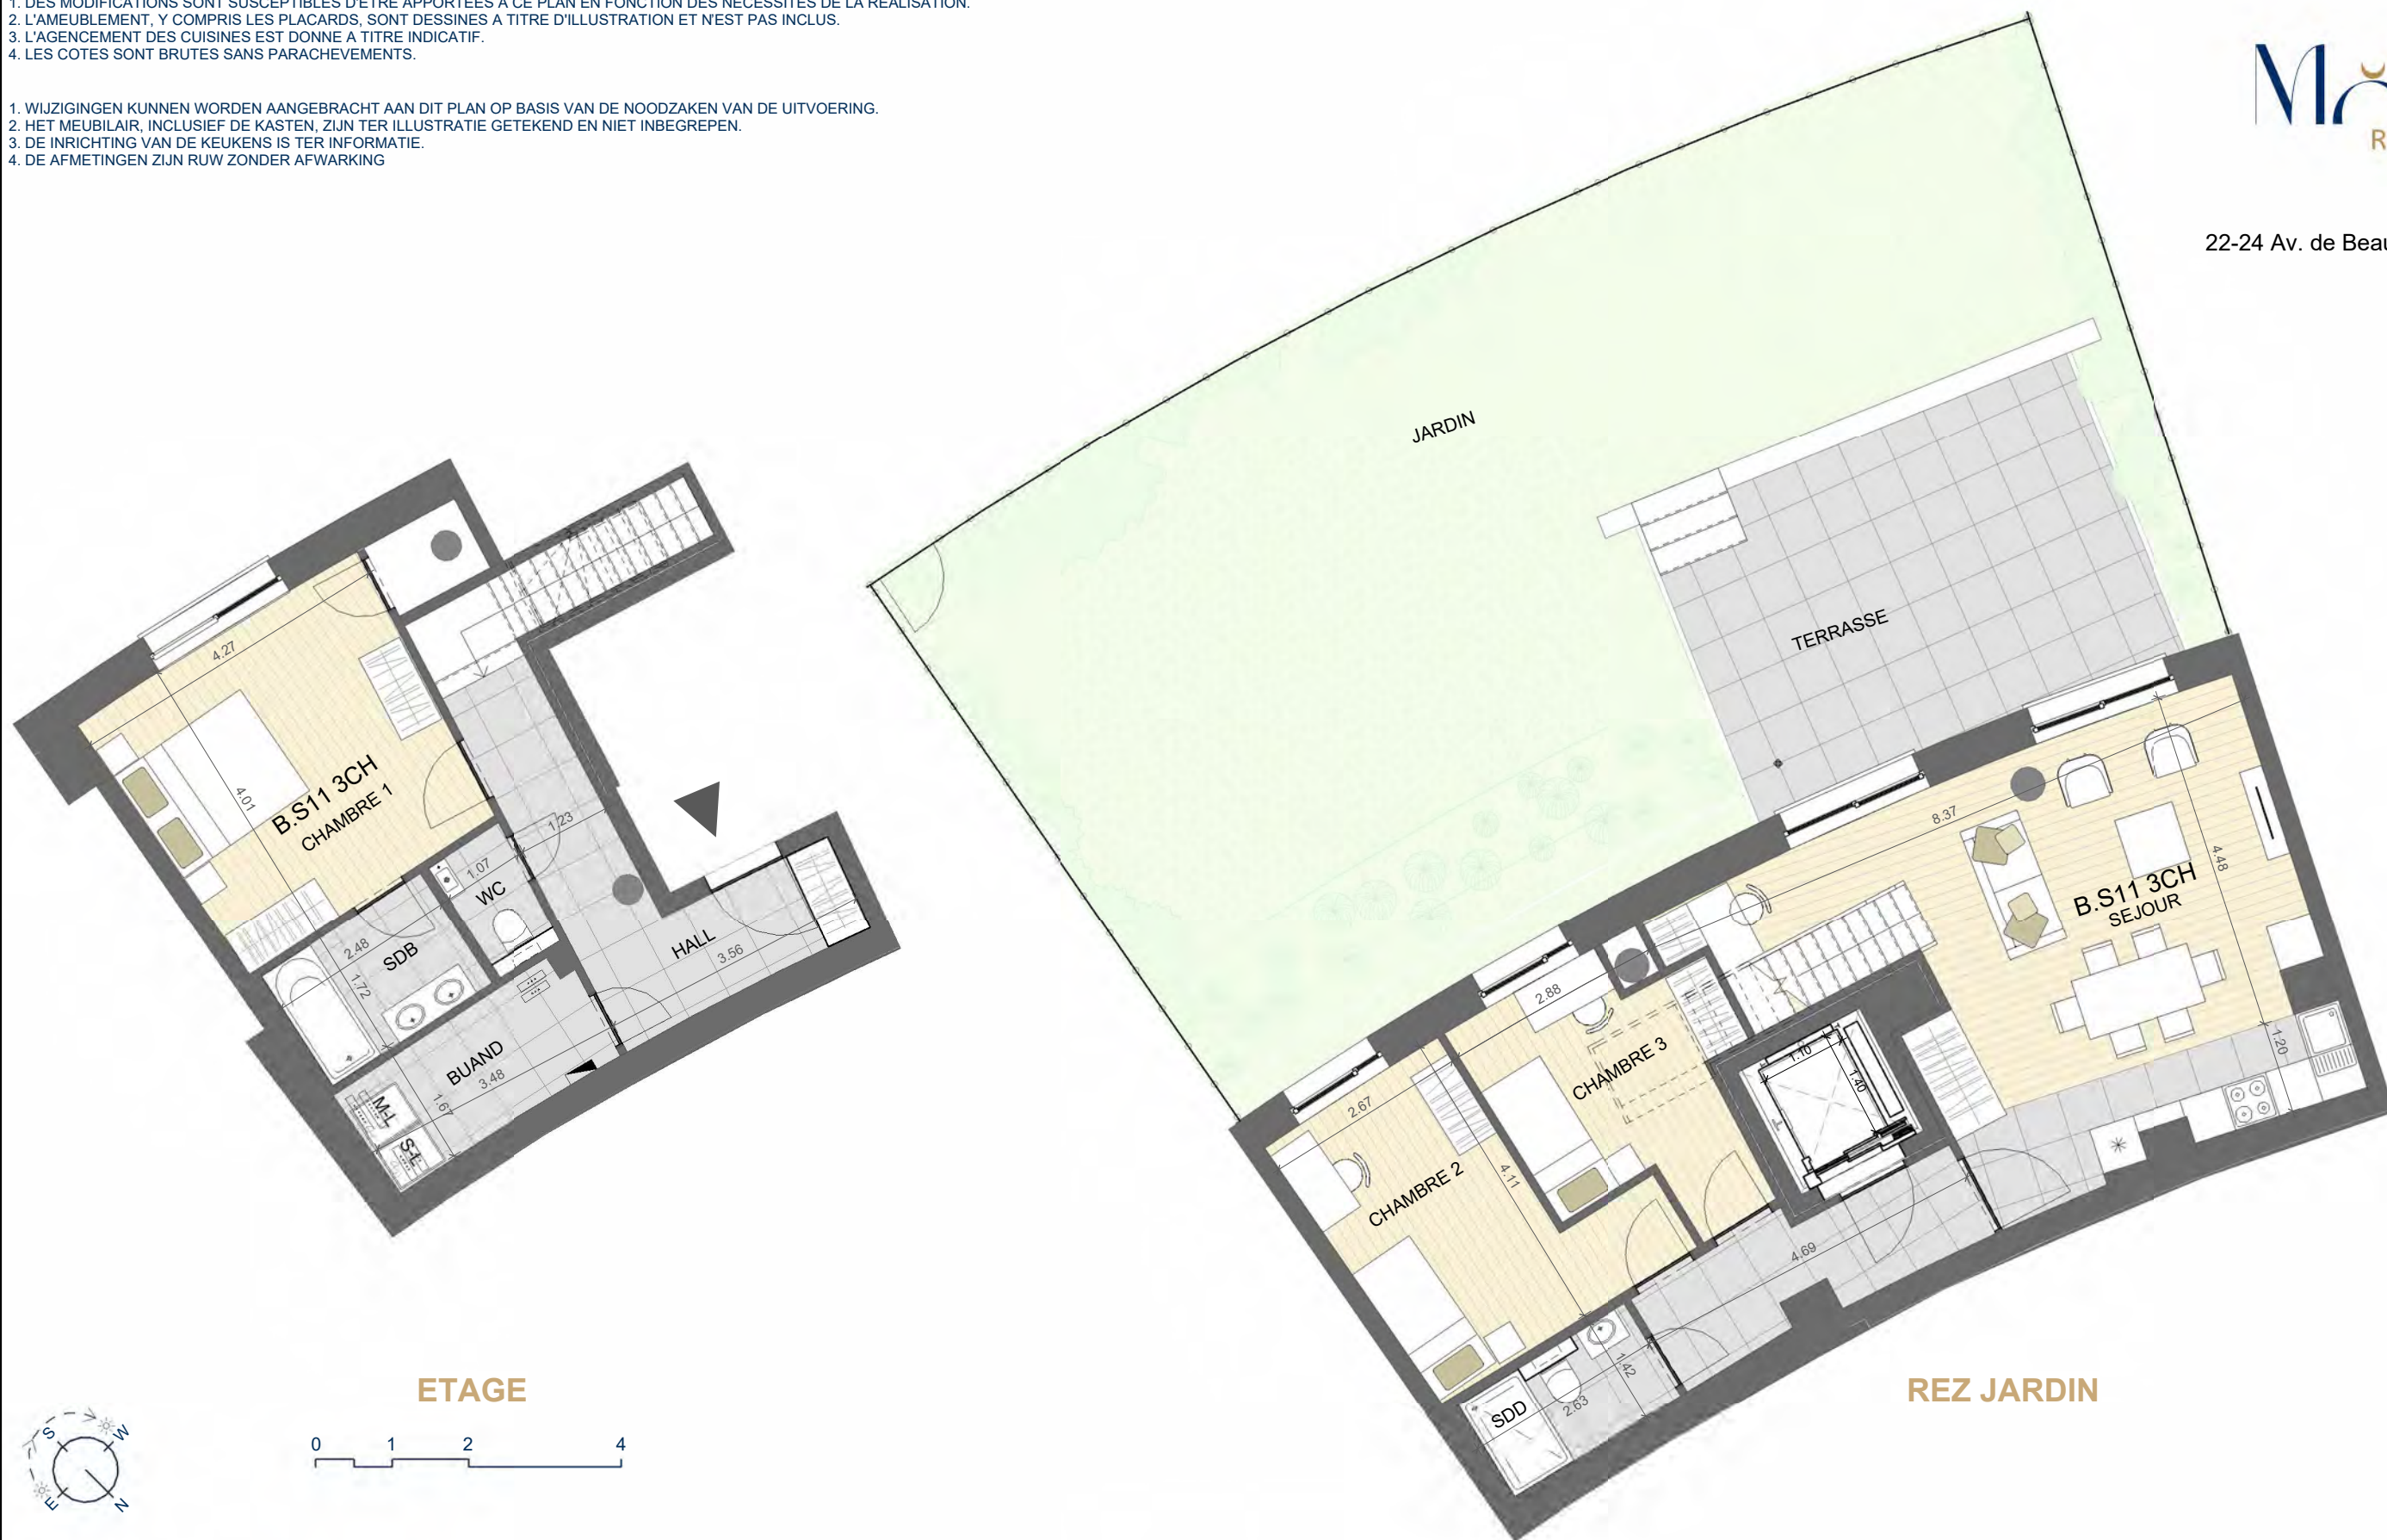 1. DES MODIFICATIONS SONT SUSCEPTIBLES D'ETRE APPORTEES A CE PLAN EN FONCTION DES NECESSITES DE LA REALISATION.
2. L'AMEUBLEMENT, Y COMPRIS LES PLACARDS, SONT DESSINES A TITRE D'ILLUSTRATION ET N'EST PAS INCLUS.
3. L'AGENCEMENT DES CUISINES EST DONNE A TITRE INDICATIF.
4. LES COTES SONT BRUTES SANS PARACHEVEMENTS.
1. WIJZIGINGEN KUNNEN WORDEN AANGEBRACHT AAN DIT PLAN OP BASIS VAN DE NOODZAKEN VAN DE UITVOERING.
2. HET MEUBILAIR, INCLUSIEF DE KASTEN, ZIJN TER ILLUSTRATIE GETEKEND EN NIET INBEGREPEN.
3. DE INRICHTING VAN DE KEUKENS IS TER INFORMATIE.
4. DE AFMETINGEN ZIJN RUW ZONDER AFWARKING
R
22-24 Av. de Beau
JARDIN
TERRASSE
4.27
4.01
B.S11 3CH
CHAMBRE 1
1.23
1.07
WC
2.48
SDB
1.72
HALL
3.56
BUAND
3.48
1.67
M-L
S-L
8.37
4.48
B.S11 3CH
SEJOUR
1.20
2.88
CHAMBRE 3
1.10
1.40
2.67
CHAMBRE 2
4.11
4.69
1.42
SDD
2.63
ETAGE
REZ JARDIN
0 1 2 4
S
W
E
N